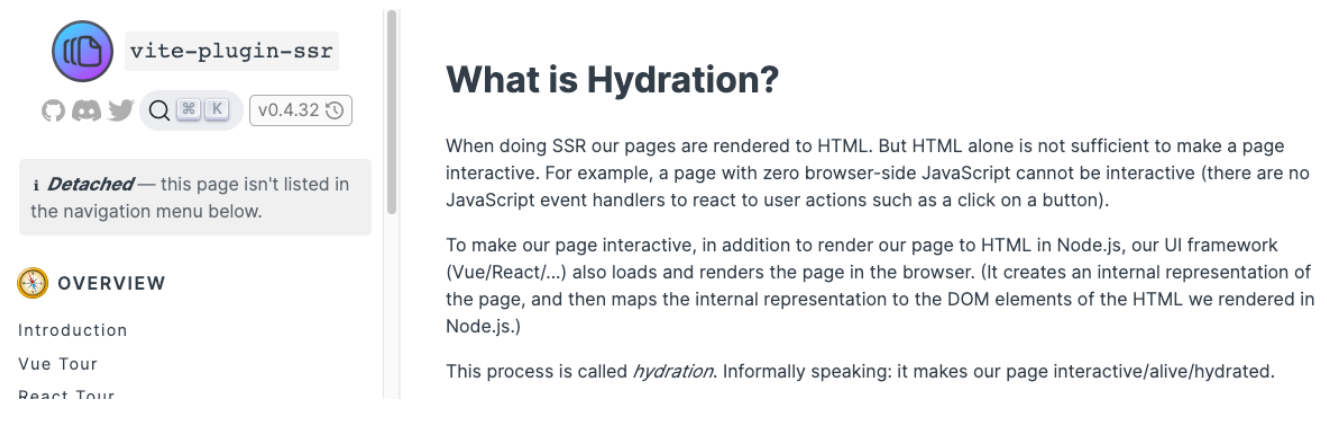 vite-plugin-ssr
⌘ K v0.4.32
i Detached — this page isn't listed in
the navigation menu below.
OVERVIEW
Introduction
Vue Tour
React Tour
What is Hydration?
When doing SSR our pages are rendered to HTML. But HTML alone is not sufficient to make a page
interactive. For example, a page with zero browser-side JavaScript cannot be interactive (there are no
JavaScript event handlers to react to user actions such as a click on a button).
To make our page interactive, in addition to render our page to HTML in Node.js, our UI framework
(Vue/React/...) also loads and renders the page in the browser. (It creates an internal representation of
the page, and then maps the internal representation to the DOM elements of the HTML we rendered in
Node.js.)
This process is called hydration. Informally speaking: it makes our page interactive/alive/hydrated.